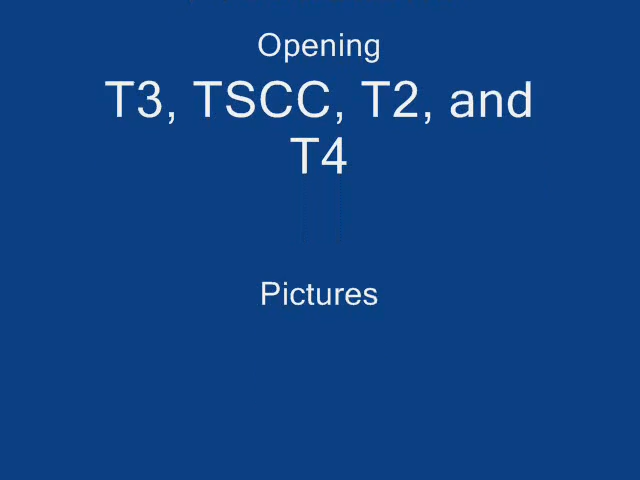 Opening
T3, TSCC, T2, and
T4
Pictures